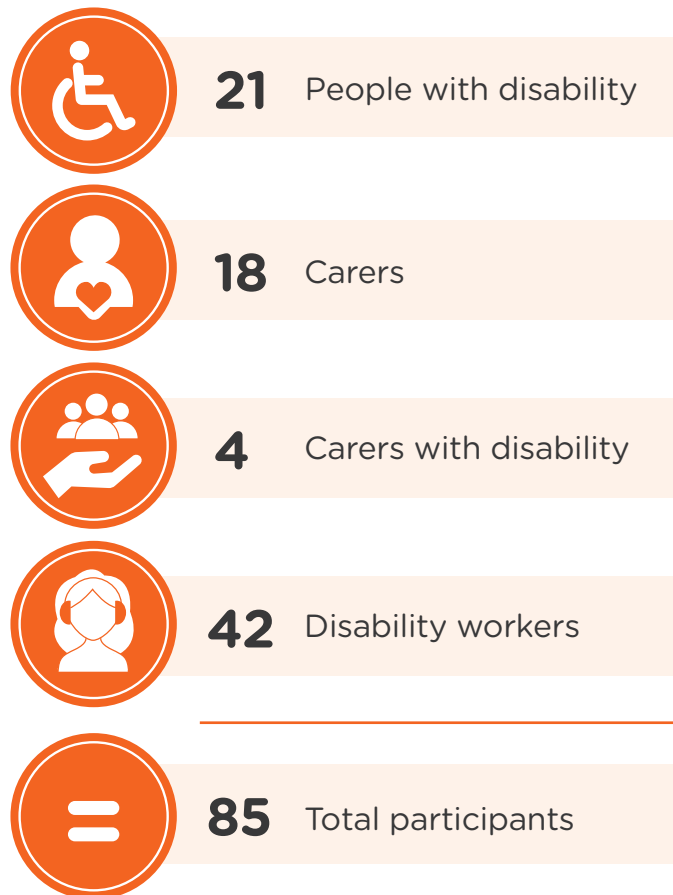 21 People with disability
18 Carers
4 Carers with disability
42 Disability workers
85 Total participants